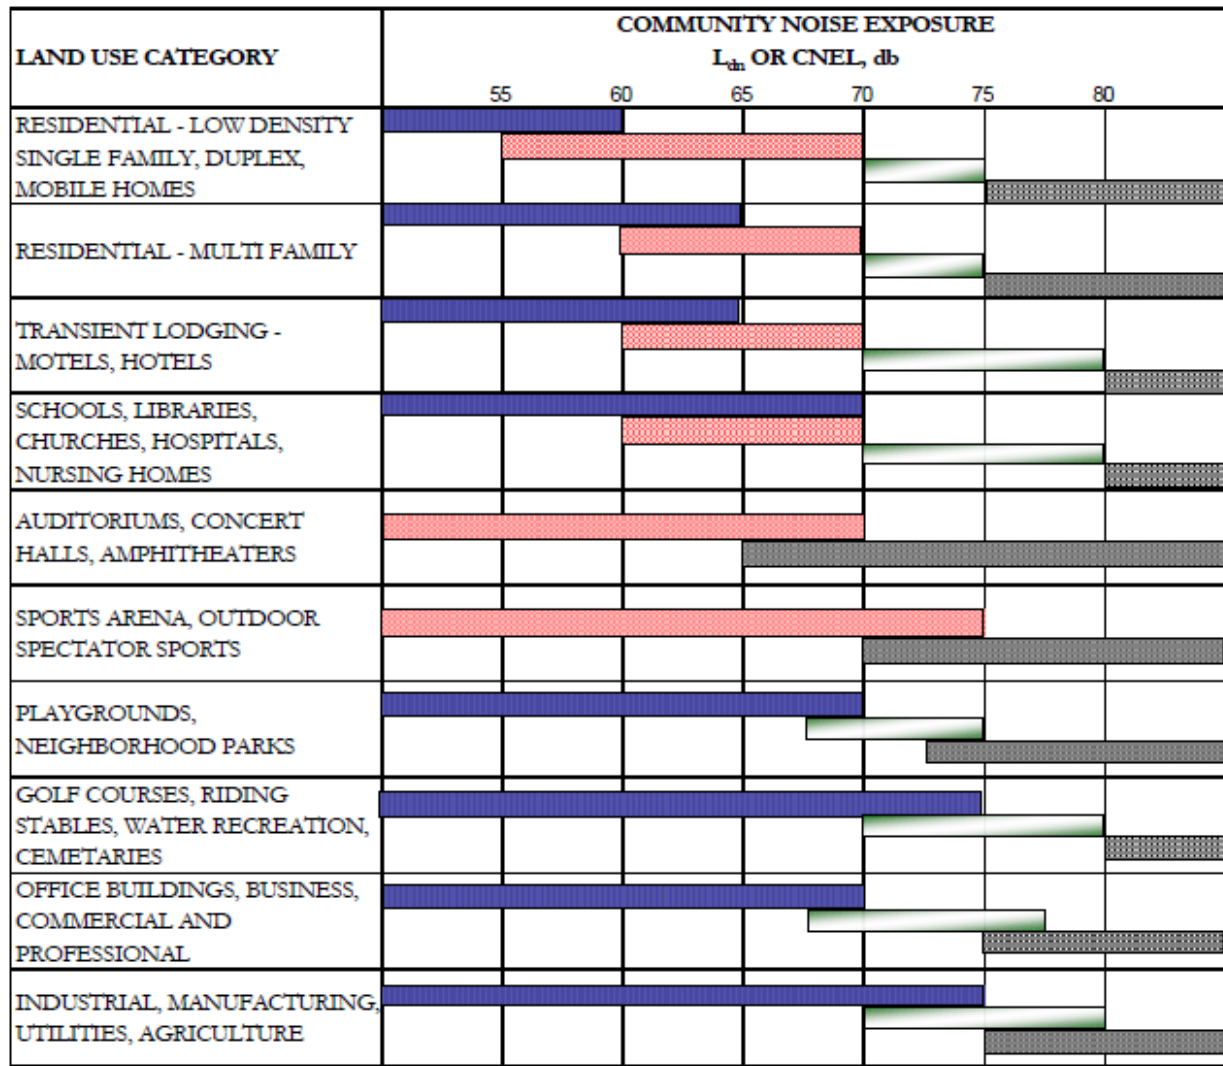 COMMUNITY NOISE EXPOSURE
LAND USE CATEGORY
Ldn OR CNEL, db
55 60 65 70 75 80
RESIDENTIAL - LOW DENSITY
SINGLE FAMILY, DUPLEX,
MOBILE HOMES
RESIDENTIAL - MULTI FAMILY
TRANSIENT LODGING -
MOTELS, HOTELS
SCHOOLS, LIBRARIES,
CHURCHES, HOSPITALS,
NURSING HOMES
AUDITORIUMS, CONCERT
HALLS, AMPHITHEATERS
SPORTS ARENA, OUTDOOR
SPECTATOR SPORTS
PLAYGROUNDS,
NEIGHBORHOOD PARKS
GOLF COURSES, RIDING
STABLES, WATER RECREATION,
CEMETARIES
OFFICE BUILDINGS, BUSINESS,
COMMERCIAL AND
PROFESSIONAL
INDUSTRIAL, MANUFACTURING,
UTILITIES, AGRICULTURE